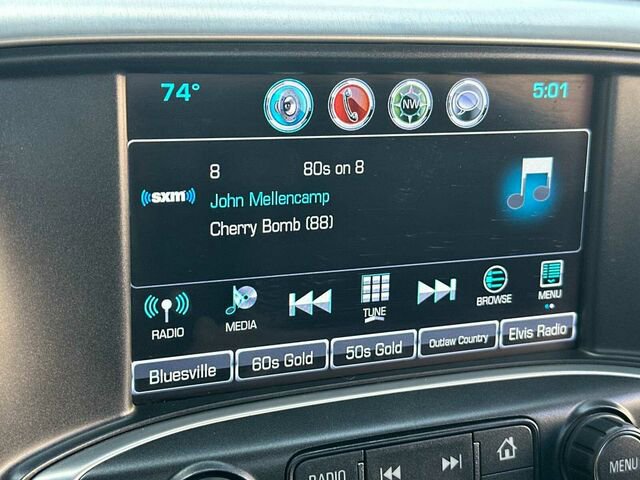 74° NW 5:01
8 80s on 8
((sxm))
John Mellencamp
Cherry Bomb (88)
RADIO MEDIA TUNE BROWSE MENU
Bluesville 60s Gold 50s Gold Outlaw Country Elvis Radio
RADIO MENU